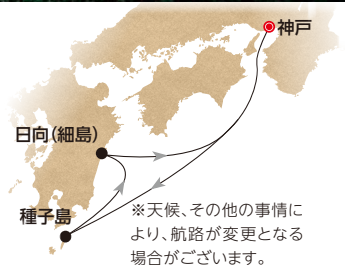 神戸
日向(細島)
種子島
※天候、その他の事情に
より、航路が変更となる
場合がございます。